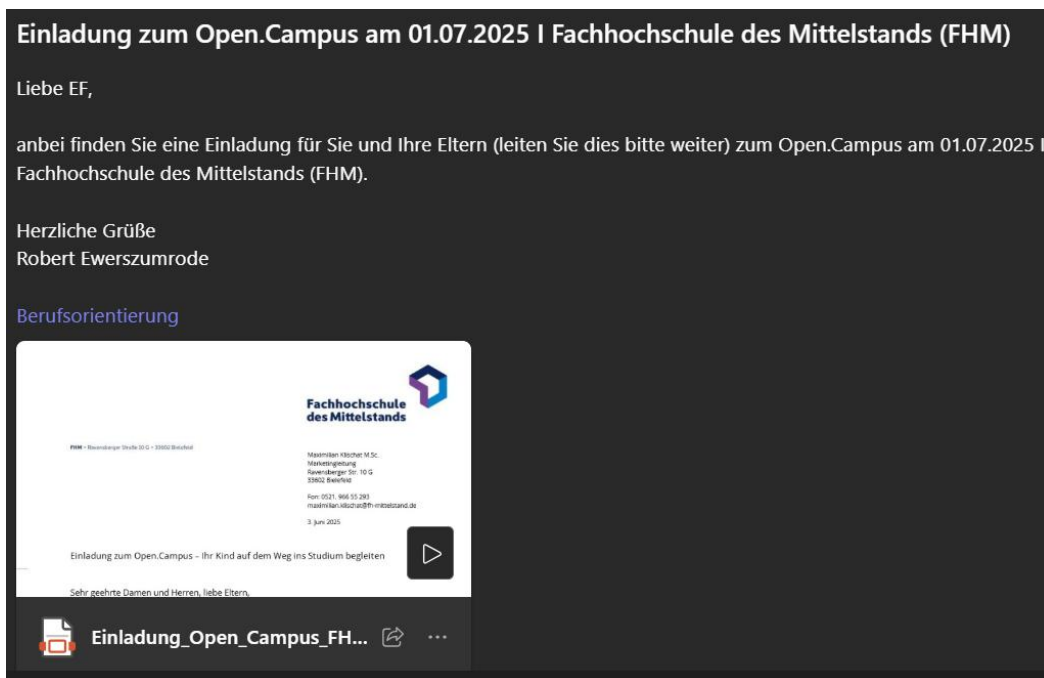 Einladung zum Open.Campus am 01.07.2025 I Fachhochschule des Mittelstands (FHM)
Liebe EF,
anbei finden Sie eine Einladung für Sie und Ihre Eltern (leiten Sie dies bitte weiter) zum Open.Campus am 01.07.2025 I
Fachhochschule des Mittelstands (FHM).
Herzliche Grüße
Robert Ewerszumrode
Berufsorientierung
Fachhochschule
des Mittelstands
FHM • Ravensberger Straße 10 G • 33602 Bielefeld
Maximilian Klischat M.Sc.
Marketingleitung
Ravensberger Str. 10 G
33602 Bielefeld
Fon: 0521. 966 55 293
maximilian.klischat@fh-mittelstand.de
3. Juni 2025
Einladung zum Open.Campus – Ihr Kind auf dem Weg ins Studium begleiten
Sehr geehrte Damen und Herren, liebe Eltern,
Einladung_Open_Campus_FH...